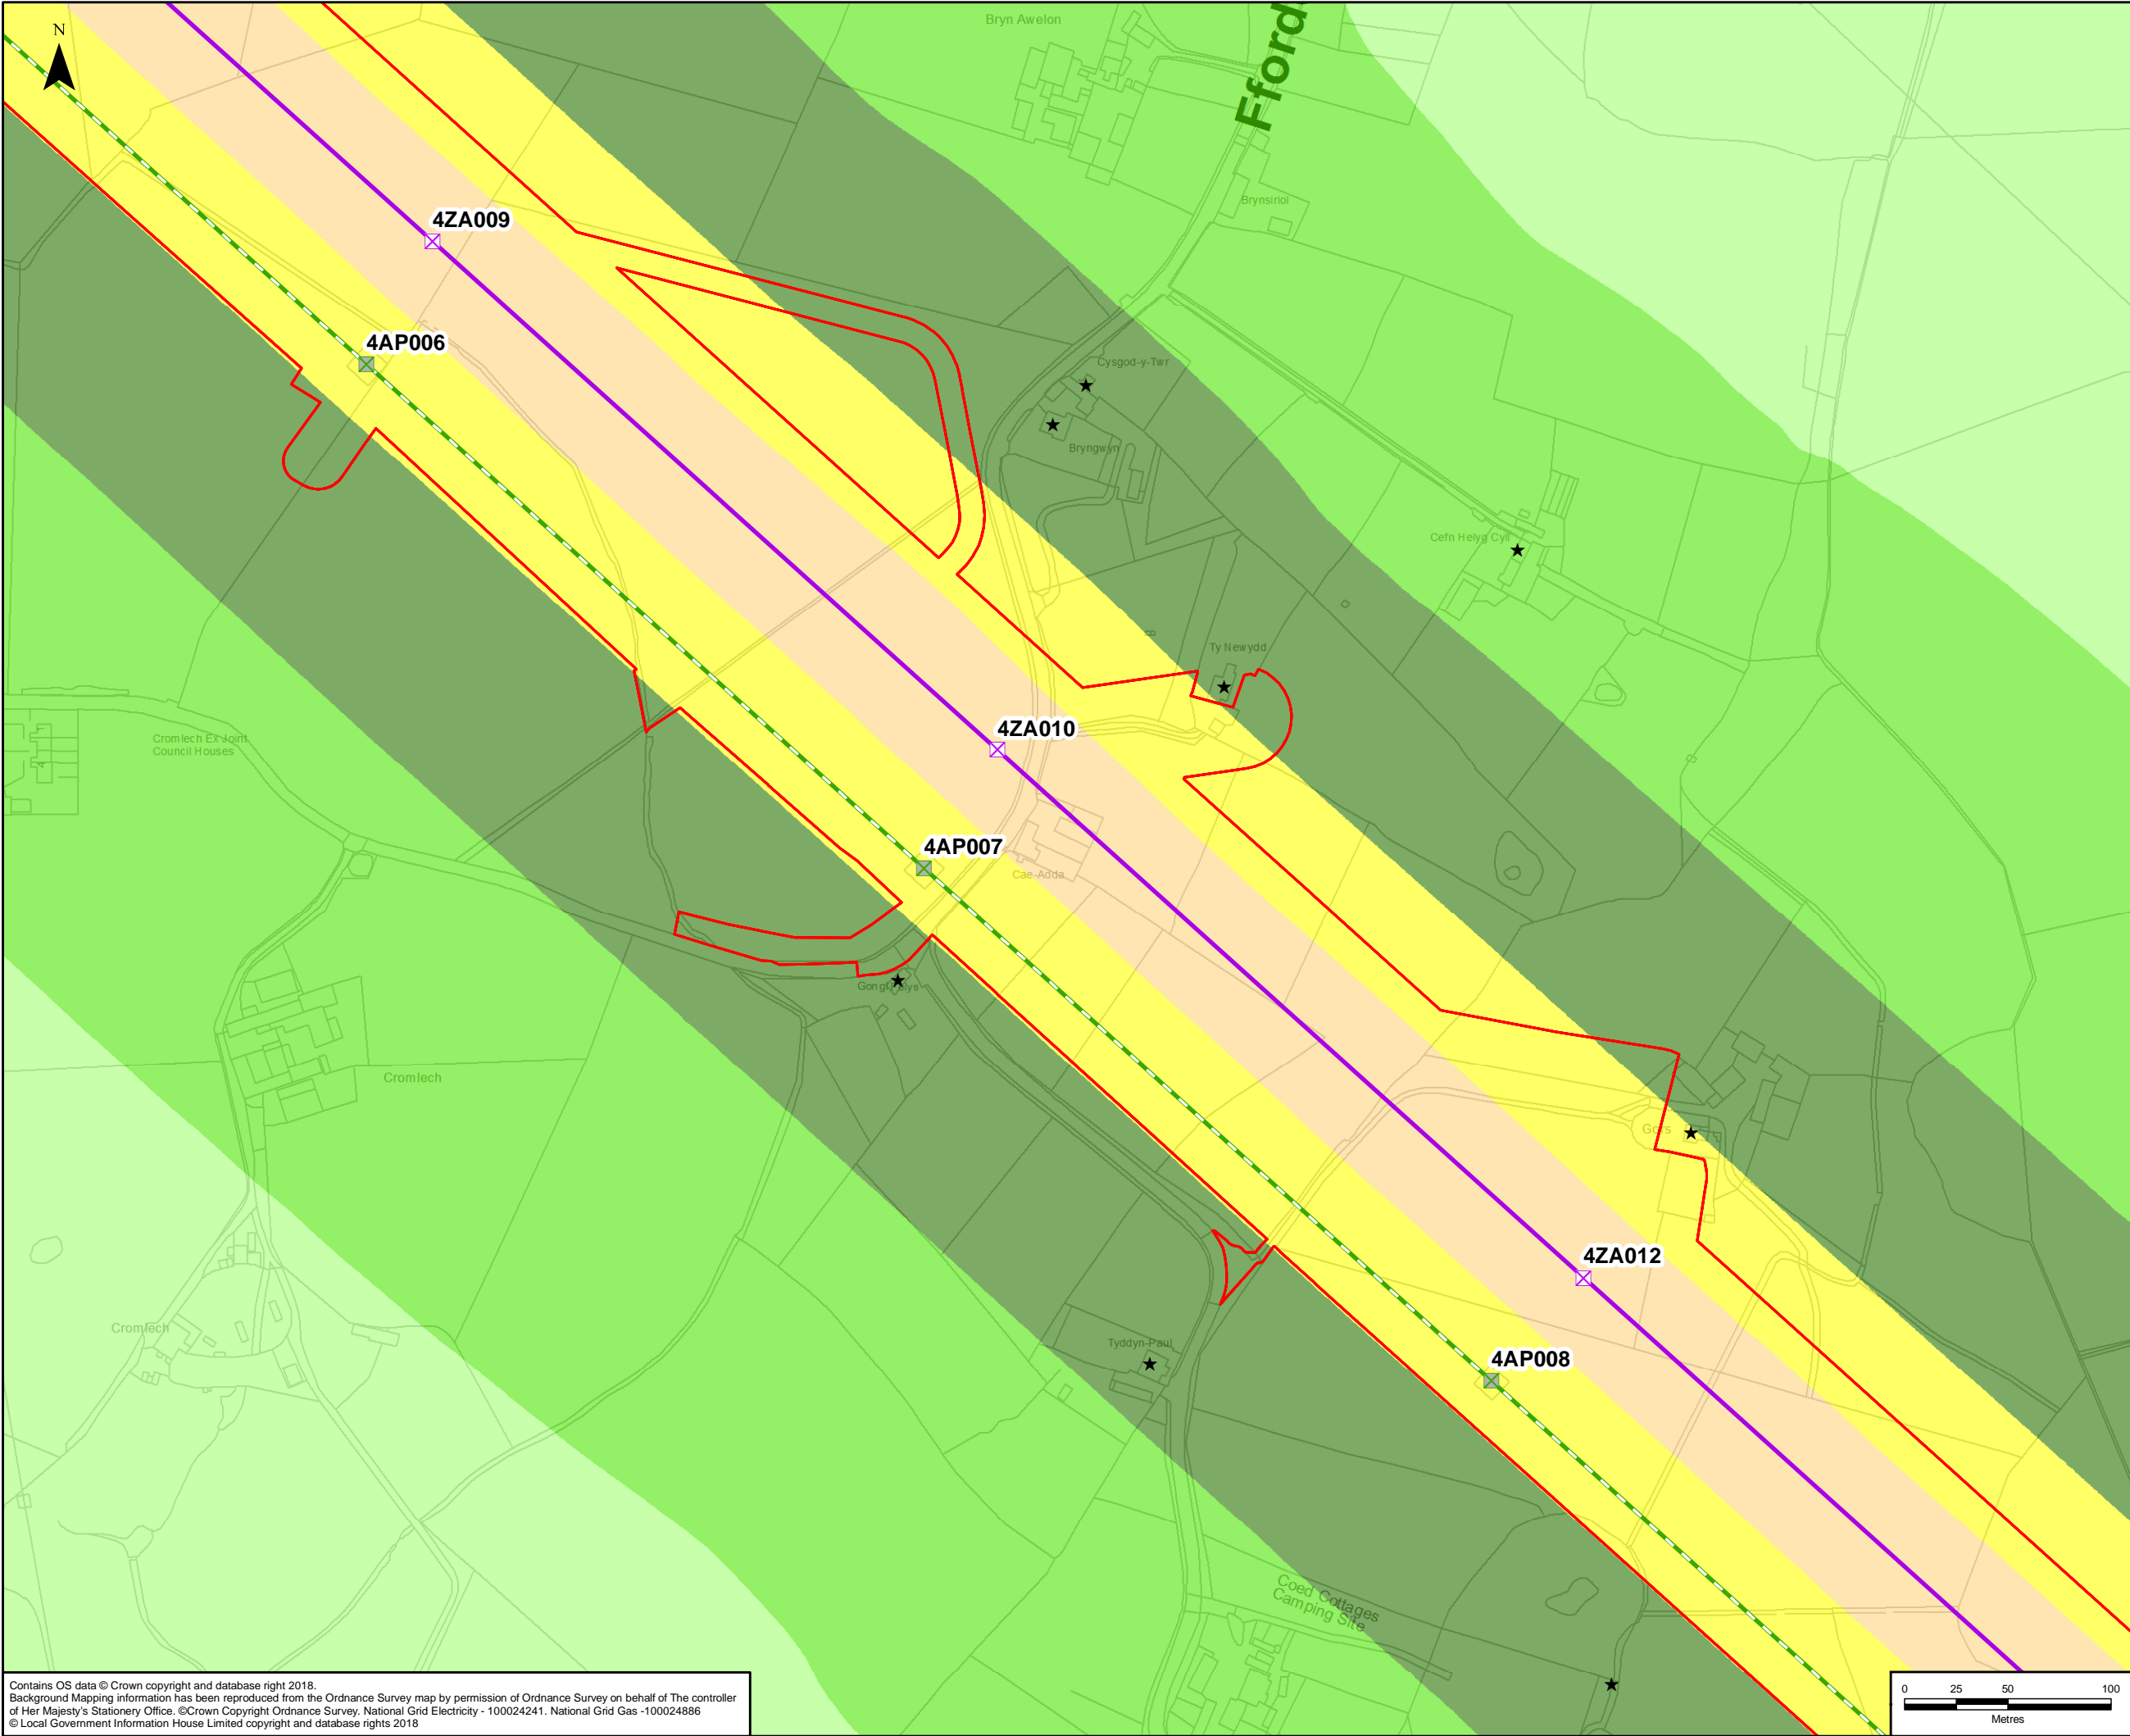 N
Bryn Awelon
Fford
Brynsiriol
4ZA009
4AP006
Cysgod-y-Twr
Bryngwyn
Cefn Helyg Cyll
Ty Newydd
4ZA010
Cromlech Ex Joint
Council Houses
4
4AP007
Cae-Adda
Cromlech
Gors
4ZA012
Cromlech
Tyddyn-Paul
4AP008
Coed Cottages
Camping Site
Contains OS data © Crown copyright and database right 2018.
Background Mapping information has been reproduced from the Ordnance Survey map by permission of Ordnance Survey on behalf of The controller
of Her Majesty's Stationery Office. ©Crown Copyright Ordnance Survey. National Grid Electricity - 100024241. National Grid Gas -100024886
© Local Government Information House Limited copyright and database rights 2018
0 25 50 100
Metres